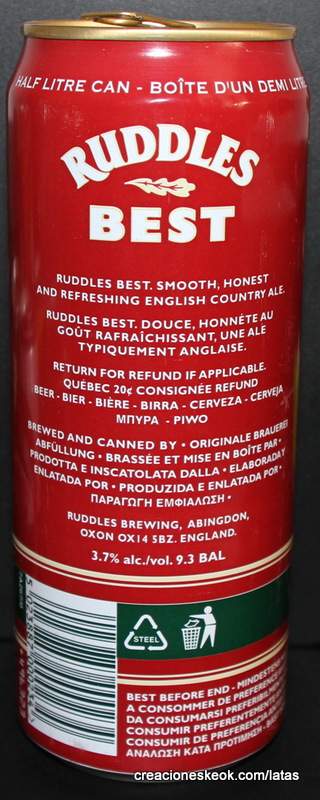 HALF LITRE CAN - BOÎTE D'UN DEMI LITRE
RUDDLES
BEST
RUDDLES BEST. SMOOTH, HONEST
AND REFRESHING ENGLISH COUNTRY ALE.
RUDDLES BEST. DOUCE, HONNÉTE AU
GOÛT RAFRAÎCHISSANT, UNE ALE
TYPIQUEMENT ANGLAISE.
RETURN FOR REFUND IF APPLICABLE.
QUÉBEC 20¢ CONSIGNÉE REFUND
BEER - BIER - BIÈRE - BIRRA - CERVEZA - CERVEJA
ΜΠΥΡΑ - PIWO
BREWED AND CANNED BY • ORIGINALE BRAUEREI
ABFÜLLUNG • BRASSÉE ET MISE EN BOÎTE PAR •
PRODOTTA E INSCATOLATA DALLA • ELABORADA Y
ENLATADA POR • PRODUZIDA E ENLATADA POR •
ΠΑΡΑΓΩΓΗ ΕΜΦΙΑΛΩΣΗ •
RUDDLES BREWING, ABINGDON,
OXON OX14 5BZ. ENGLAND.
3.7% alc./vol. 9.3 BAL
STEEL
BEST BEFORE END - MINDESTENS
A CONSOMMER DE PREFERENCE
DA CONSUMARSI PREFERIBILMENTE
CONSUMIR PREFERENTEMENTE
CONSUMIR DE PREFERENCIA
ΑΝΑΛΩΣΗ ΚΑΤΑ ΠΡΟΤΙΜΗΣΗ -
creacioneskeok.com/latas